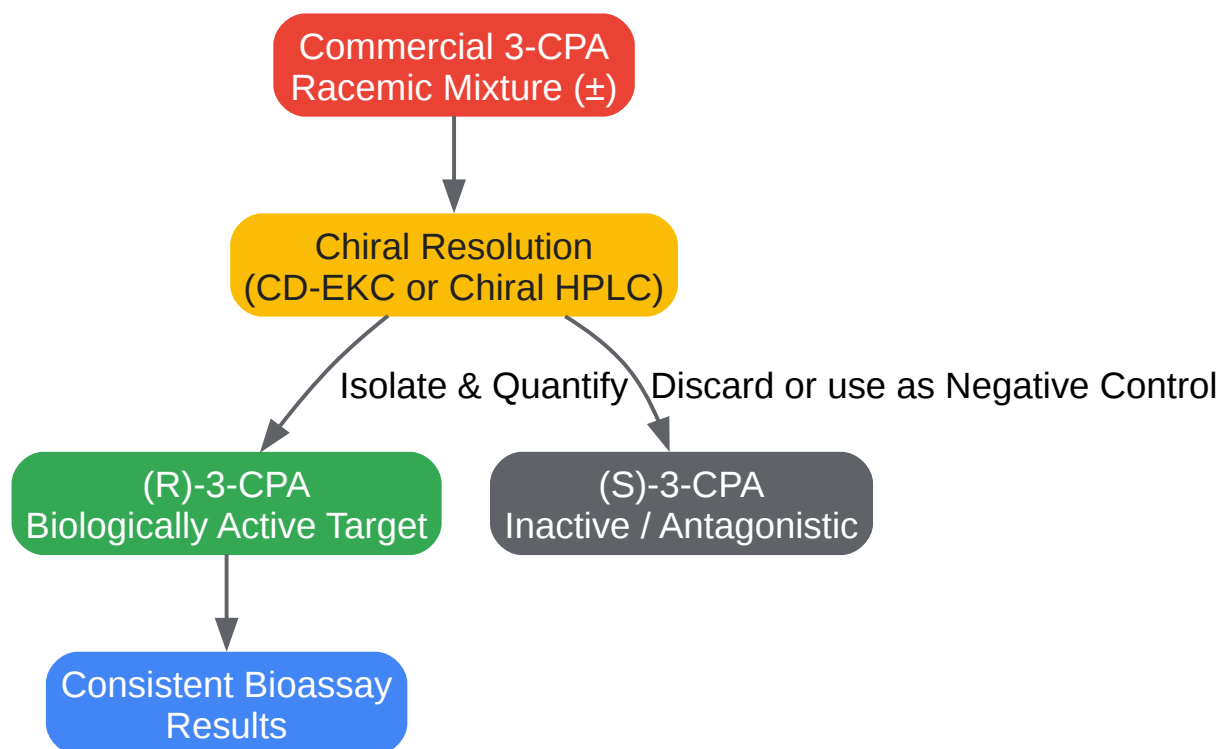 Commercial 3-CPA
Racemic Mixture (±)
Chiral Resolution
(CD-EKC or Chiral HPLC)
Isolate & Quantify
Discard or use as Negative Control
(R)-3-CPA
Biologically Active Target
(S)-3-CPA
Inactive / Antagonistic
Consistent Bioassay
Results